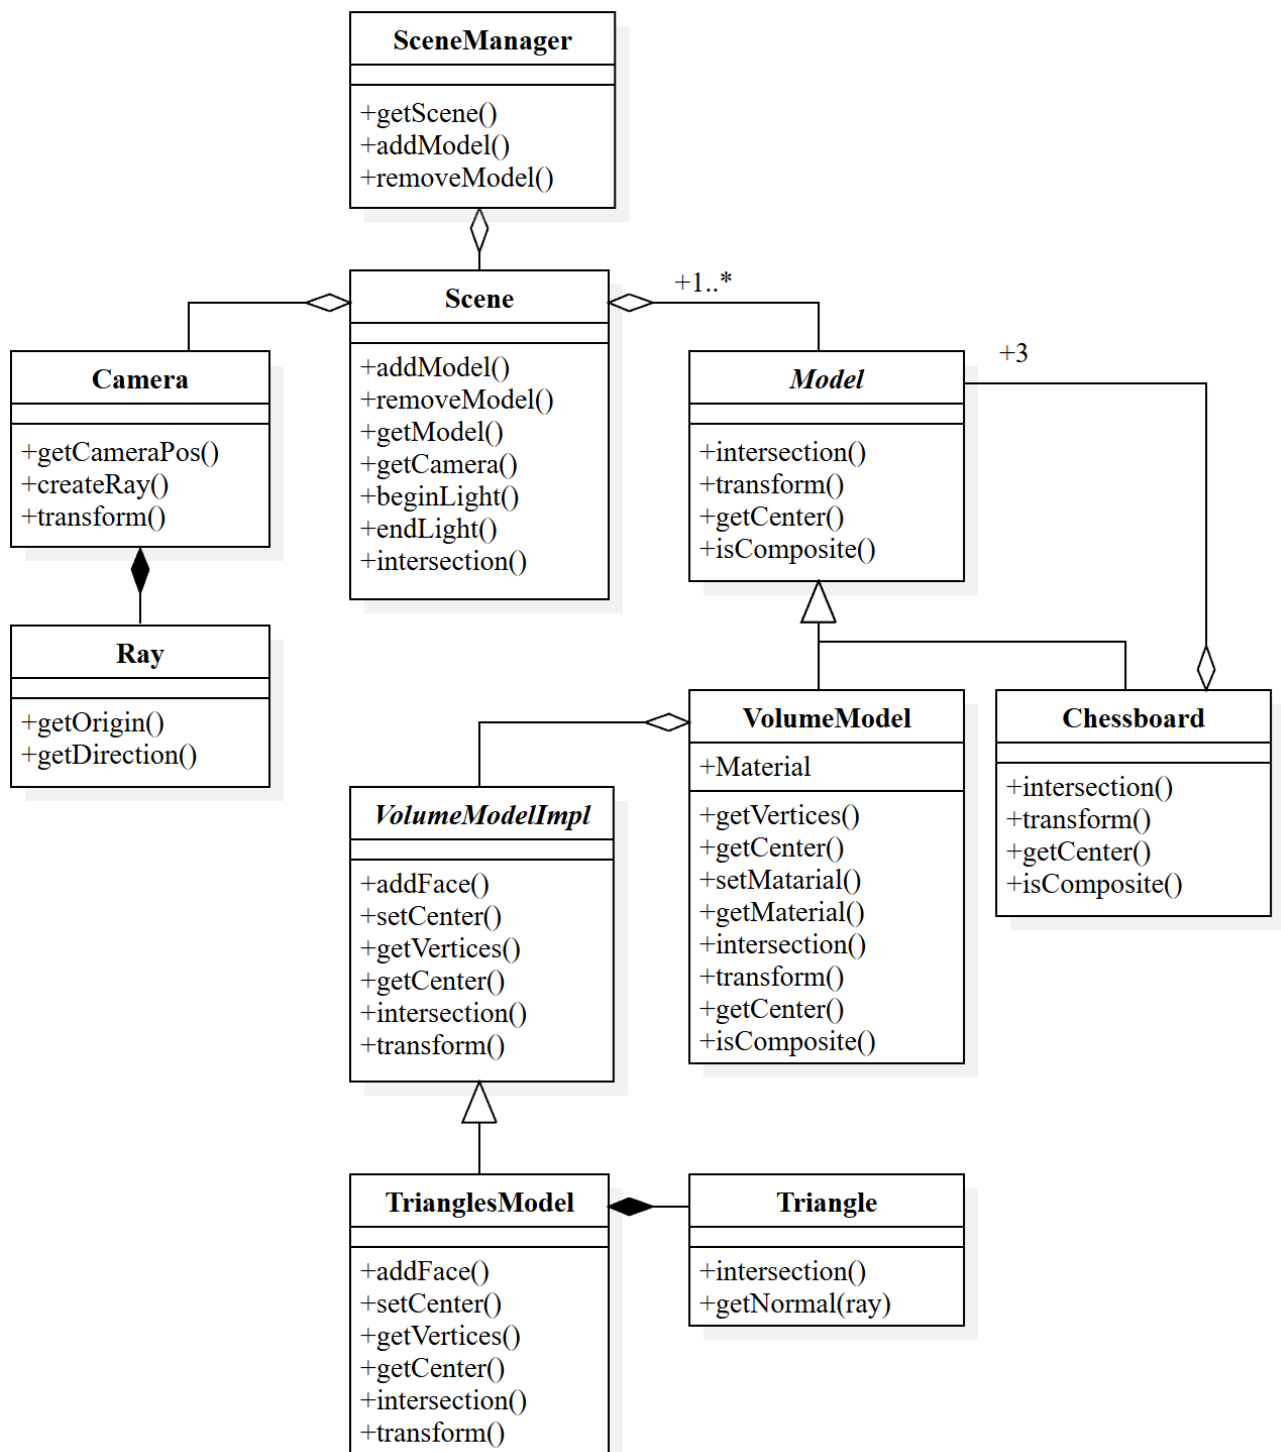 SceneManager
+getScene()
+addModel()
+removeModel()
Scene
+addModel()
+removeModel()
+getModel()
+getCamera()
+beginLight()
+endLight()
+intersection()
+1..*
Camera
+getCameraPos()
+createRay()
+transform()
Model
+intersection()
+transform()
+getCenter()
+isComposite()
+3
Ray
+getOrigin()
+getDirection()
VolumeModel
+Material
+getVertices()
+getCenter()
+setMatarial()
+getMaterial()
+intersection()
+transform()
+getCenter()
+isComposite()
Chessboard
+intersection()
+transform()
+getCenter()
+isComposite()
VolumeModelImpl
+addFace()
+setCenter()
+getVertices()
+getCenter()
+intersection()
+transform()
TrianglesModel
+addFace()
+setCenter()
+getVertices()
+getCenter()
+intersection()
+transform()
Triangle
+intersection()
+getNormal(ray)